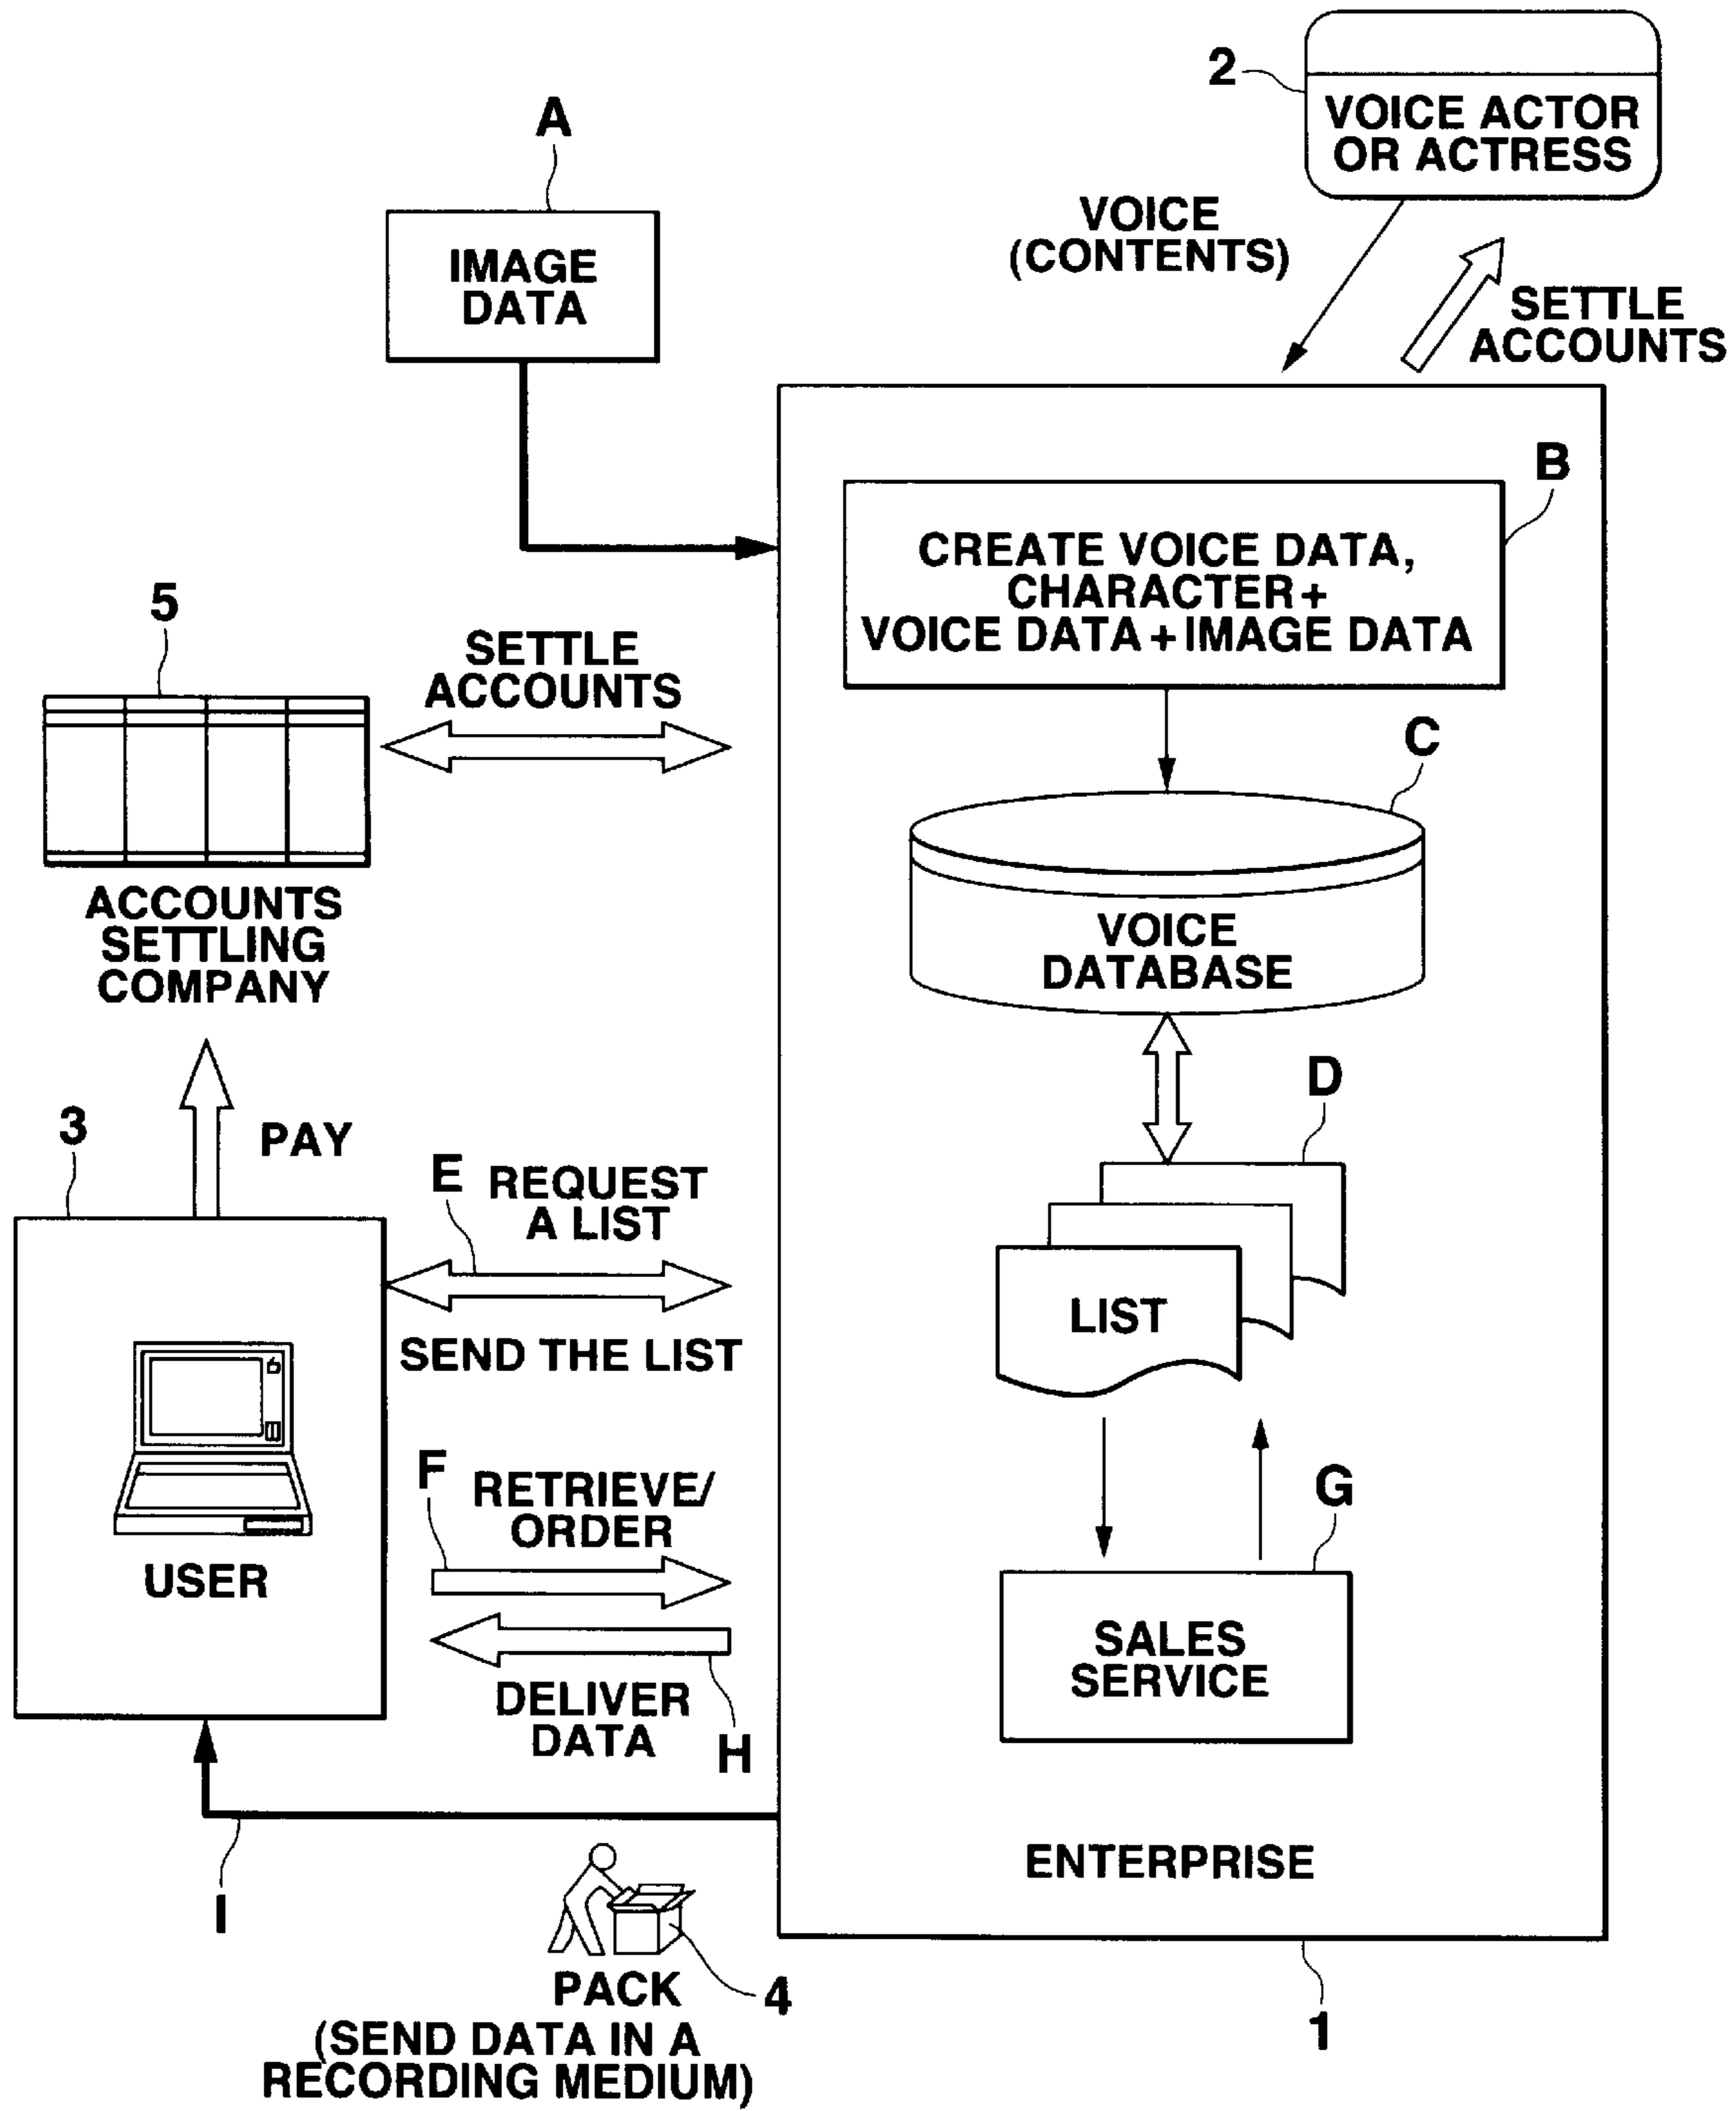 2
VOICE ACTOR
OR ACTRESS
A
IMAGE
DATA
VOICE
(CONTENTS)
SETTLE
ACCOUNTS
B
CREATE VOICE DATA,
CHARACTER+
VOICE DATA+IMAGE DATA
5
SETTLE
ACCOUNTS
ACCOUNTS
SETTLING
COMPANY
C
VOICE
DATABASE
D
LIST
3
PAY
E
REQUEST
A LIST
SEND THE LIST
F
RETRIEVE/
ORDER
USER
DELIVER
DATA
H
G
SALES
SERVICE
ENTERPRISE
I
PACK
4
(SEND DATA IN A
RECORDING MEDIUM)
1